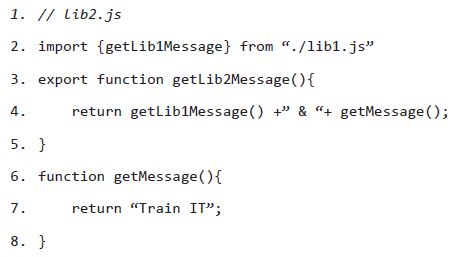 1. // lib2.js
2. import {getLib1Message} from “./lib1.js”
3. export function getLib2Message(){
4. return getLib1Message() +” & “+ getMessage();
5. }
6. function getMessage(){
7. return “Train IT”;
8. }